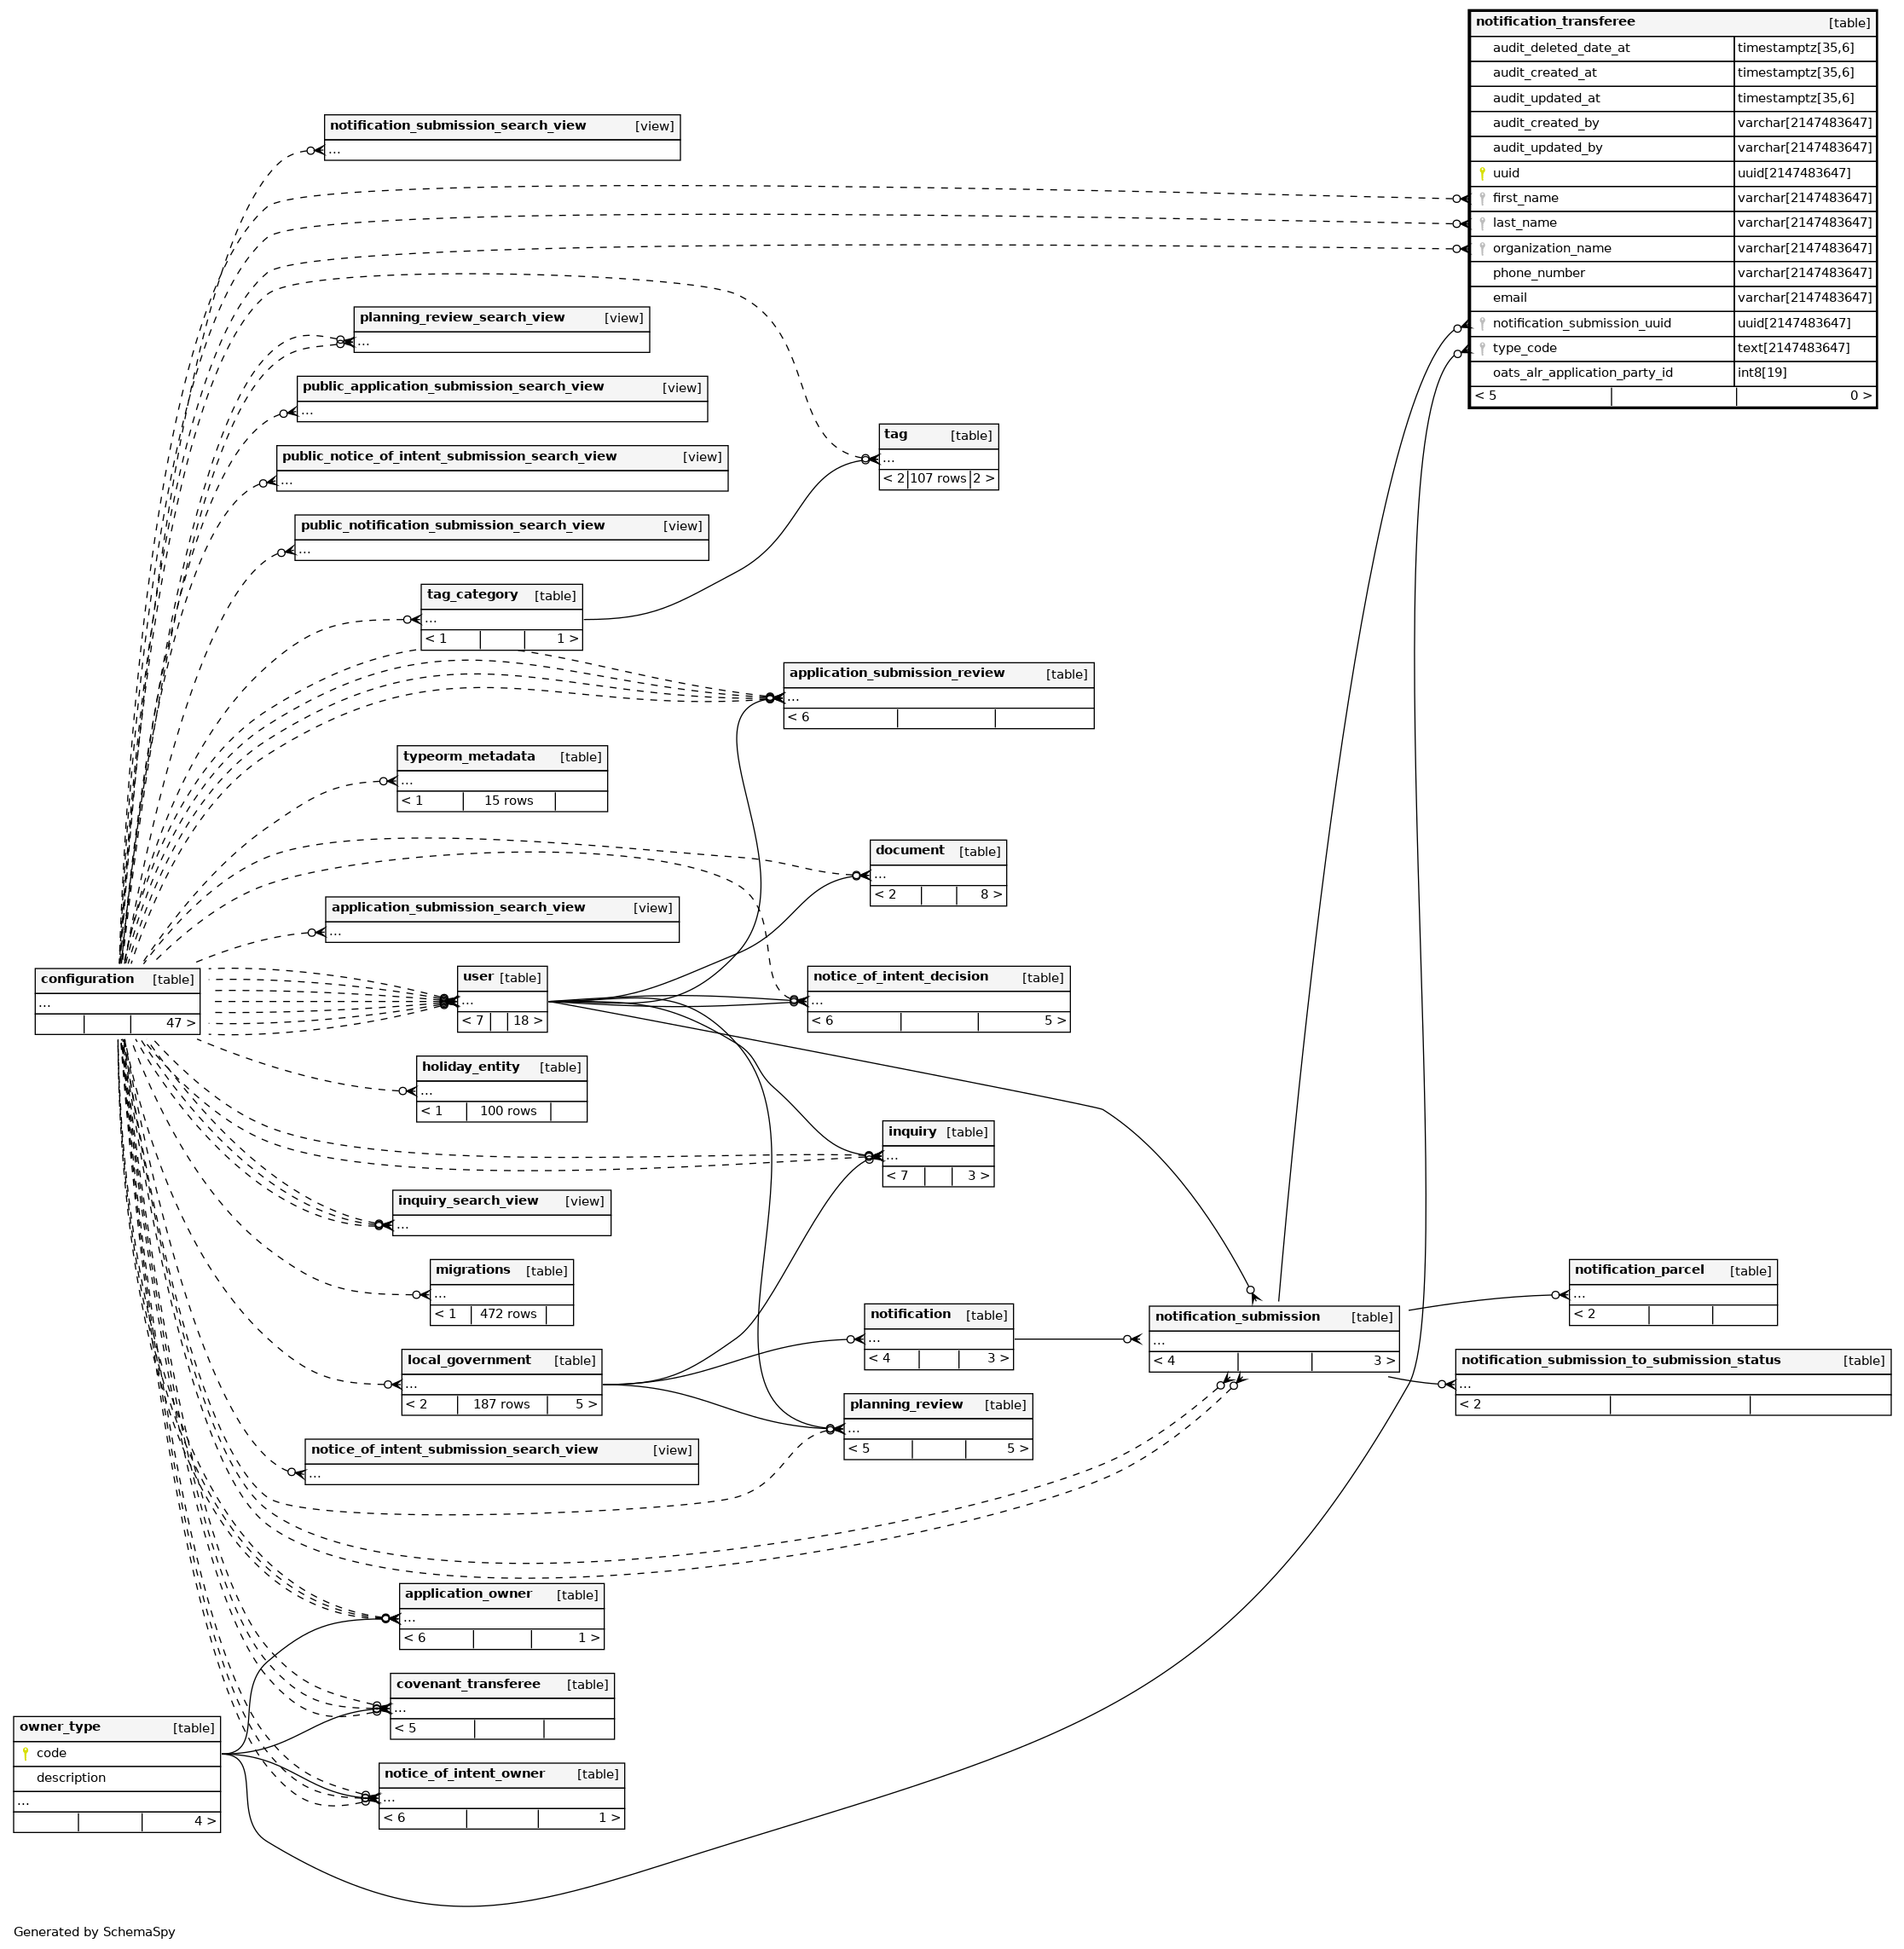 notification_transferee [table]
audit_deleted_date_at timestamptz[35,6]
audit_created_at timestamptz[35,6]
audit_updated_at timestamptz[35,6]
audit_created_by varchar[2147483647]
audit_updated_by varchar[2147483647]
uuid uuid[2147483647]
first_name varchar[2147483647]
last_name varchar[2147483647]
organization_name varchar[2147483647]
phone_number varchar[2147483647]
email varchar[2147483647]
notification_submission_uuid uuid[2147483647]
type_code text[2147483647]
oats_alr_application_party_id int8[19]
< 5 0 >
notification_submission_search_view [view]
...
planning_review_search_view [view]
...
public_application_submission_search_view [view]
...
tag [table]
...
< 2 107 rows 2 >
public_notice_of_intent_submission_search_view [view]
...
public_notification_submission_search_view [view]
...
tag_category [table]
...
< 1 1 >
application_submission_review [table]
...
< 6
typeorm_metadata [table]
...
< 1 15 rows
document [table]
...
< 2 8 >
application_submission_search_view [view]
...
configuration [table]
...
47 >
user [table]
...
< 7 18 >
notice_of_intent_decision [table]
...
< 6 5 >
holiday_entity [table]
...
< 1 100 rows
inquiry [table]
...
< 7 3 >
inquiry_search_view [view]
...
migrations [table]
...
< 1 472 rows
notification_parcel [table]
...
< 2
notification [table]
...
< 4 3 >
notification_submission [table]
...
< 4 3 >
local_government [table]
...
< 2 187 rows 5 >
notification_submission_to_submission_status [table]
...
< 2
planning_review [table]
...
< 5 5 >
notice_of_intent_submission_search_view [view]
...
application_owner [table]
...
< 6 1 >
covenant_transferee [table]
...
< 5
owner_type [table]
code
description
...
4 >
notice_of_intent_owner [table]
...
< 6 1 >
Generated by SchemaSpy